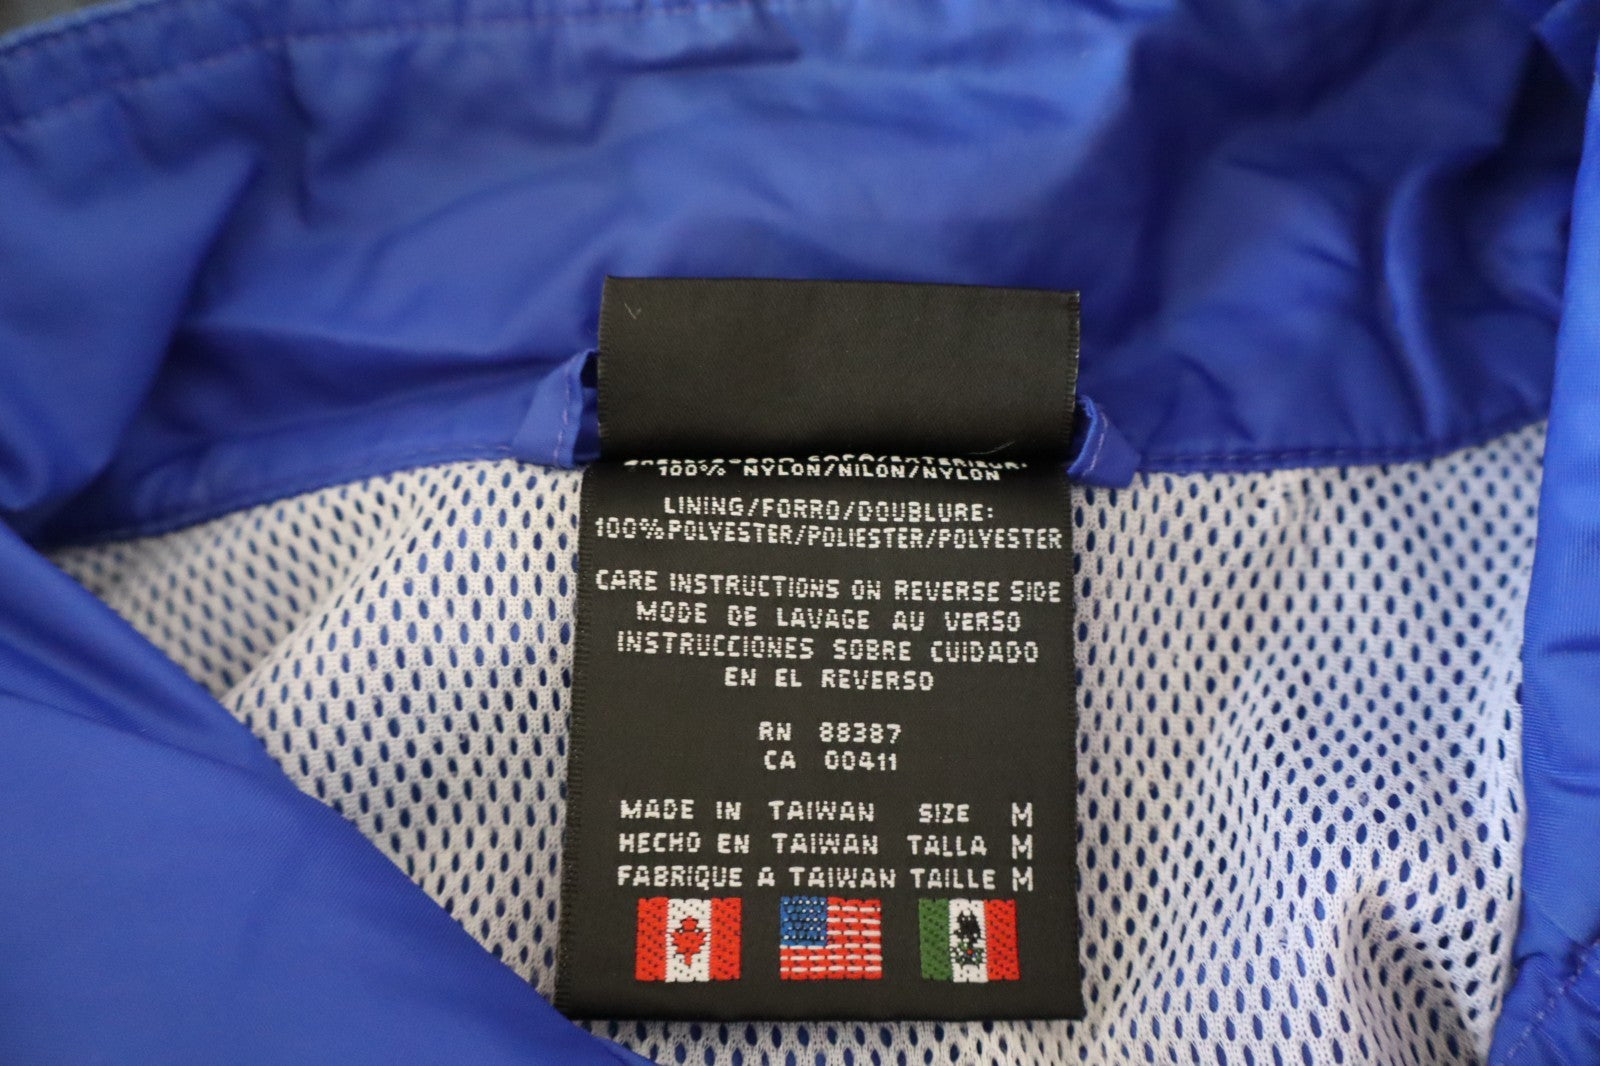 100% NYLON/NILON/NYLON
LINING/FORRO/DOUBLURE:
100% POLYESTER/POLIESTER/POLYESTER
CARE INSTRUCTIONS ON REVERSE SIDE
MODE DE LAVAGE AU VERSO
INSTRUCCIONES SOBRE CUIDADO
EN EL REVERSO
RN 88387
CA 00411
MADE IN TAIWAN SIZE M
HECHO EN TAIWAN TALLA M
FABRIQUE A TAIWAN TAILLE M